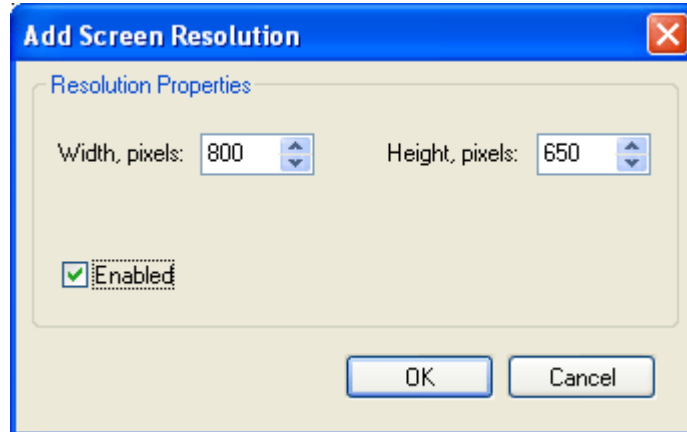 Add Screen Resolution
Resolution Properties
Width, pixels: 800 Height, pixels: 650
Enabled
OK Cancel